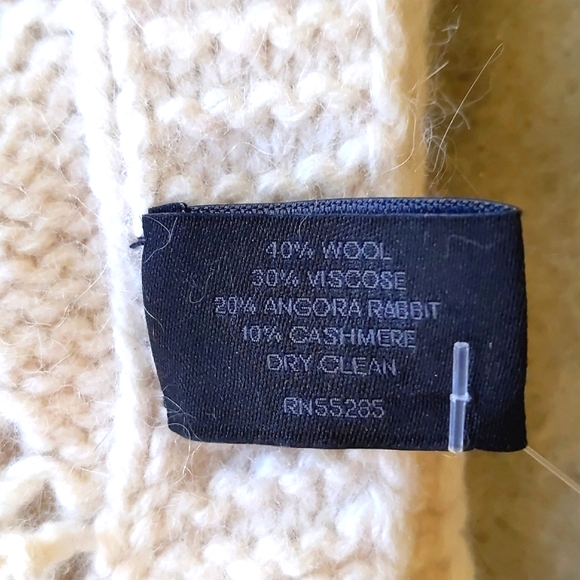 40% WOOL
30% VISCOSE
20% ANGORA RABBIT
10% CASHMERE
DRY CLEAN
RN55285